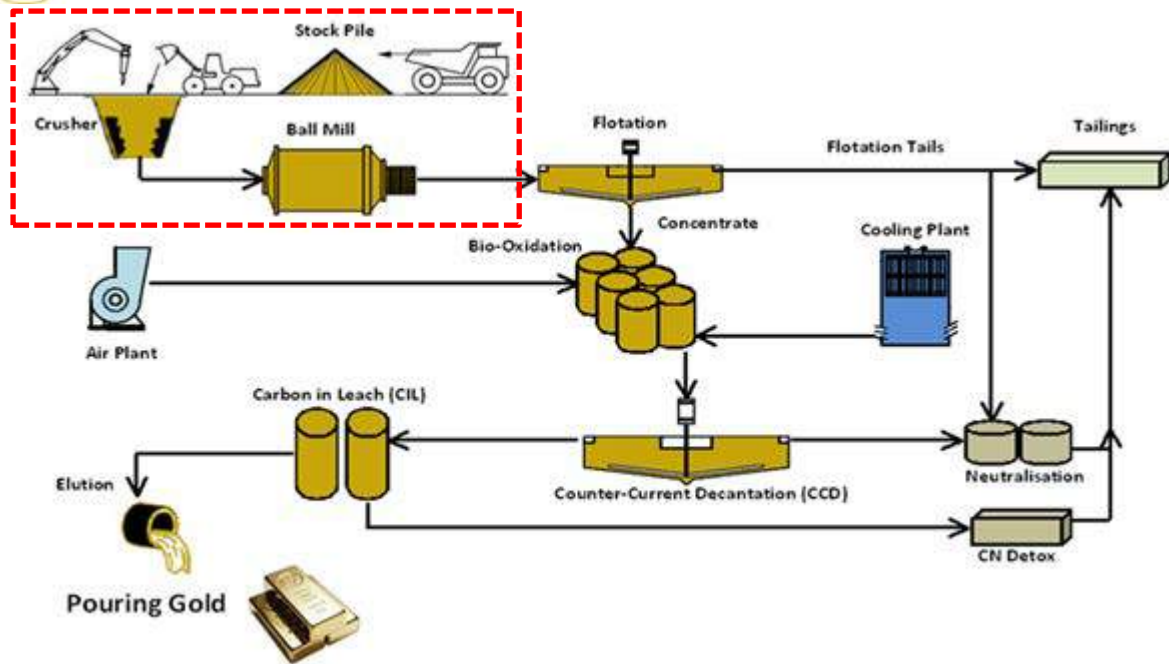 Stock Pile
Crusher
Ball Mill
Flotation
Flotation Tails
Tailings
Concentrate
Bio-Oxidation
Cooling Plant
Air Plant
Carbon in Leach (CIL)
Elution
Counter-Current Decantation (CCD)
Neutralisation
CN Detox
Pouring Gold